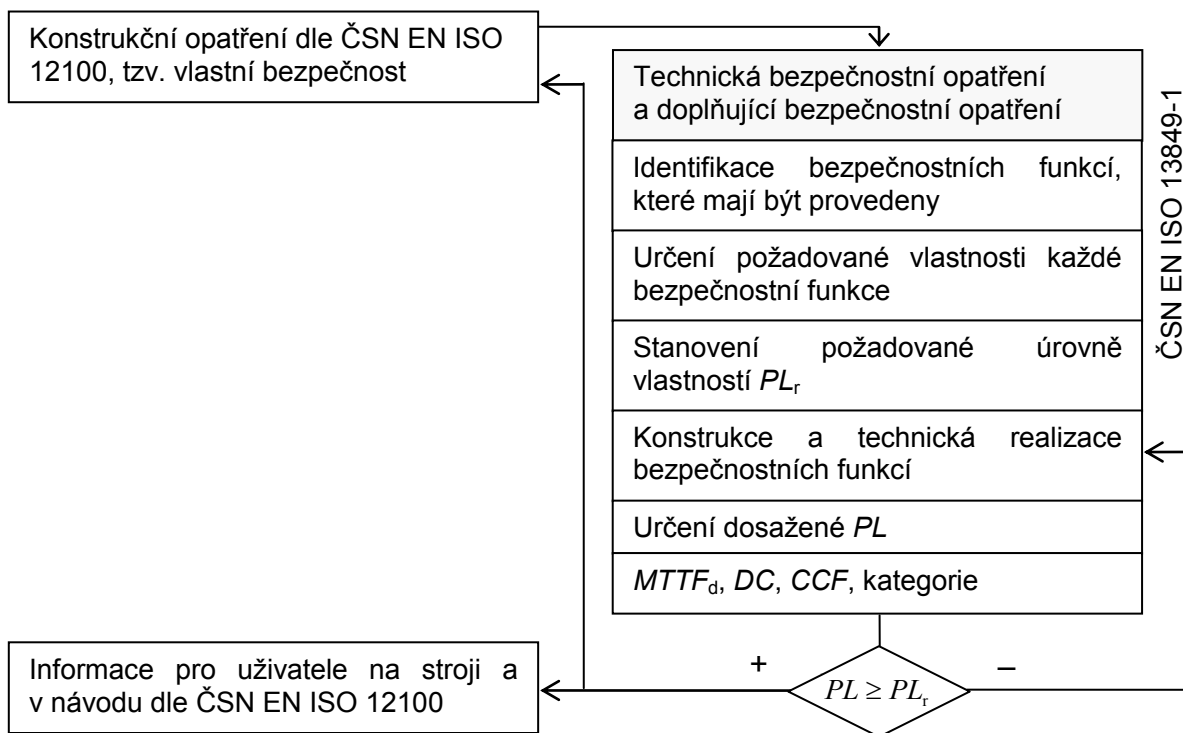 Konstrukční opatření dle ČSN EN ISO
12100, tzv. vlastní bezpečnost
Technická bezpečnostní opatření
a doplňující bezpečnostní opatření
Identifikace bezpečnostních funkcí,
které mají být provedeny
Určení požadované vlastnosti každé
bezpečnostní funkce
Stanovení požadované úrovně
vlastností PLr
Konstrukce a technická realizace
bezpečnostních funkcí
Určení dosažené PL
MTTFd, DC, CCF, kategorie
ČSN EN ISO 13849-1
Informace pro uživatele na stroji a
v návodu dle ČSN EN ISO 12100
+
PL ≥ PLr
–